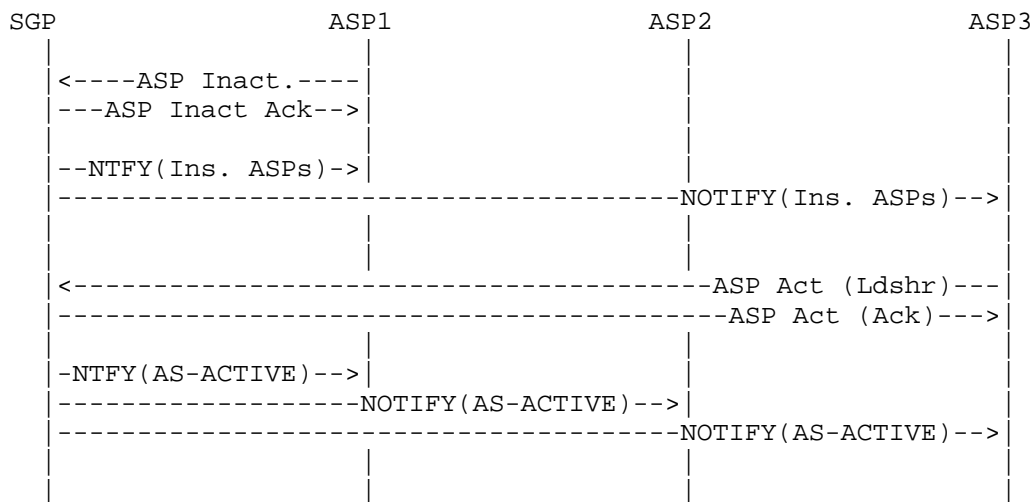 SGP ASP1 ASP2 ASP3
<----ASP Inact.----
---ASP Inact Ack-->
--NTFY(Ins. ASPs)->
---------------------------------------NOTIFY(Ins. ASPs)-->
<----------------------------------------ASP Act (Ldshr)---
------------------------------------------ASP Act (Ack)--->
-NTFY(AS-ACTIVE)-->
-------------------NOTIFY(AS-ACTIVE)-->
---------------------------------------NOTIFY(AS-ACTIVE)-->